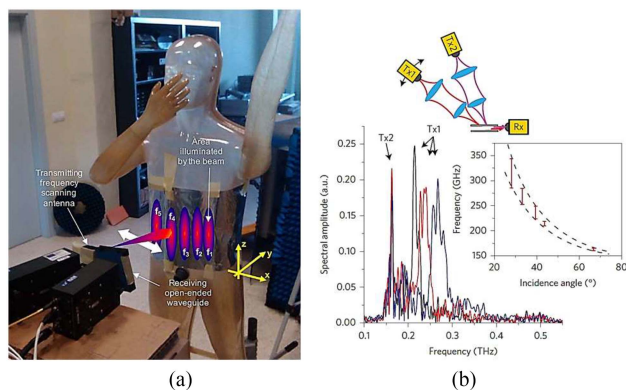 Transmitting
frequency
scanning
antenna
Area
illuminated
by the beam
f5
f4
f3
f2
f1
z
y
x
Receiving
open-ended
waveguide
(a)
Tx1
Tx2
Rx
Tx2
Tx1
Spectral amplitude (a.u.)
0.25
0.20
0.15
0.10
0.05
0.00
0.1
0.2
0.3
0.4
0.5
Frequency (THz)
Frequency (GHz)
350
300
250
200
150
0
20
40
60
80
Incidence angle (°)
(b)